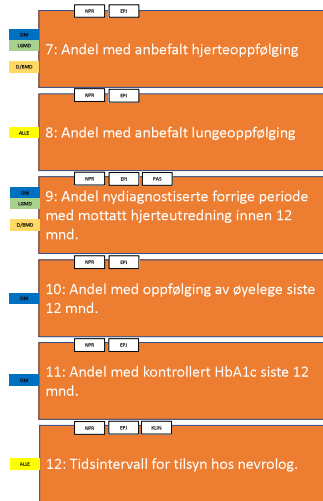 NPR EPJ
DM
LGMD
D/BMD
7: Andel med anbefalt hjerteoppfølging
NPR EPJ
ALLE
8: Andel med anbefalt lungeoppfølging
NPR EPJ PAS
DM
LGMD
D/BMD
9: Andel nydiagnostiserte forrige periode
med mottatt hjerteutredning innen 12
mnd.
NPR EPJ
DM
10: Andel med oppfølging av øyelege siste
12 mnd.
NPR EPJ
DM
11: Andel med kontrollert HbA1c siste 12
mnd.
NPR EPJ KLIN
ALLE
12: Tidsintervall for tilsyn hos nevrolog.